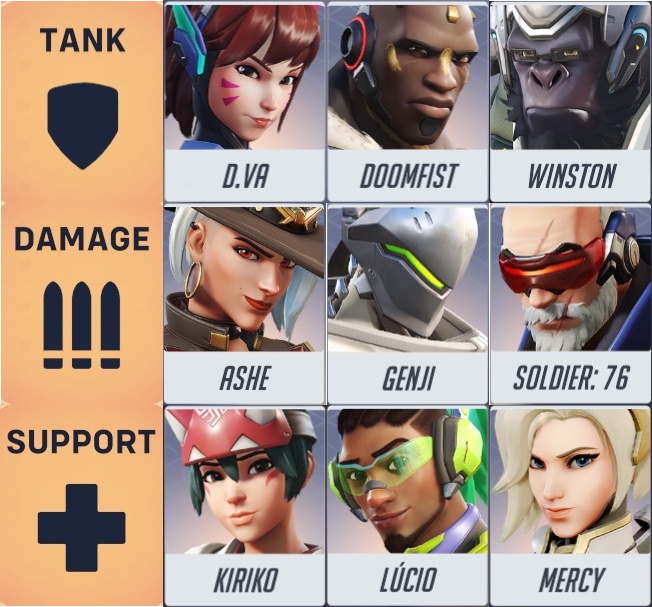 TANK
D.VA
DOOMFIST
WINSTON
DAMAGE
ASHE
GENJI
SOLDIER: 76
SUPPORT
KIRIKO
LÚCIO
MERCY